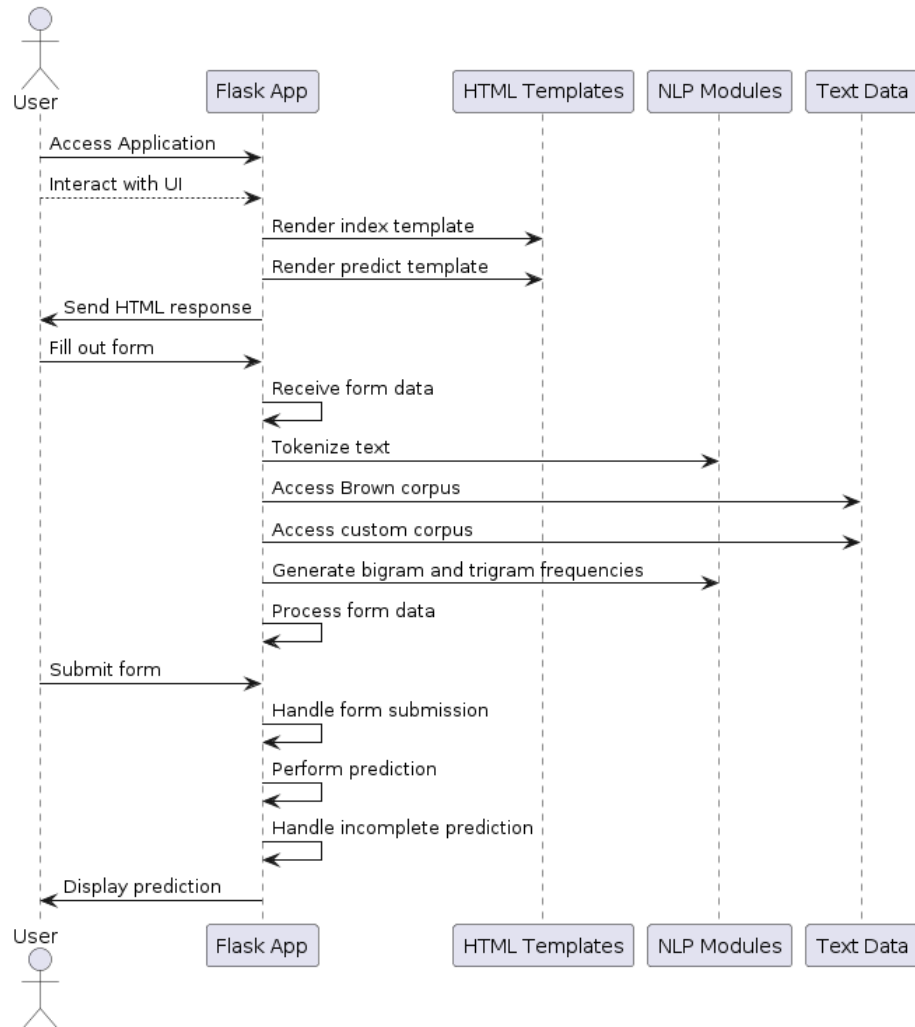 User
Flask App
HTML Templates
NLP Modules
Text Data
Access Application
Interact with UI
Render index template
Render predict template
Send HTML response
Fill out form
Receive form data
Tokenize text
Access Brown corpus
Access custom corpus
Generate bigram and trigram frequencies
Process form data
Submit form
Handle form submission
Perform prediction
Handle incomplete prediction
Display prediction
User
Flask App
HTML Templates
NLP Modules
Text Data